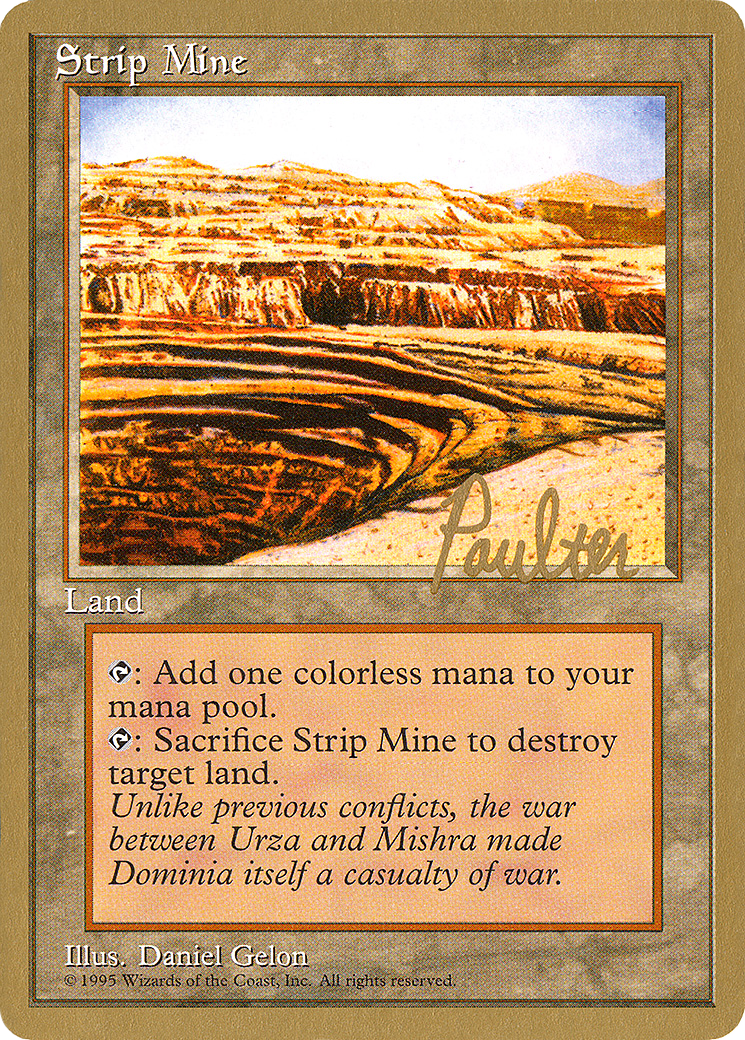 Strip Mine
Poulter
Land
: Add one colorless mana to your
mana pool.
: Sacrifice Strip Mine to destroy
target land.
Unlike previous conflicts, the war
between Urza and Mishra made
Dominia itself a casualty of war.
Illus. Daniel Gelon
© 1995 Wizards of the Coast, Inc. All rights reserved.